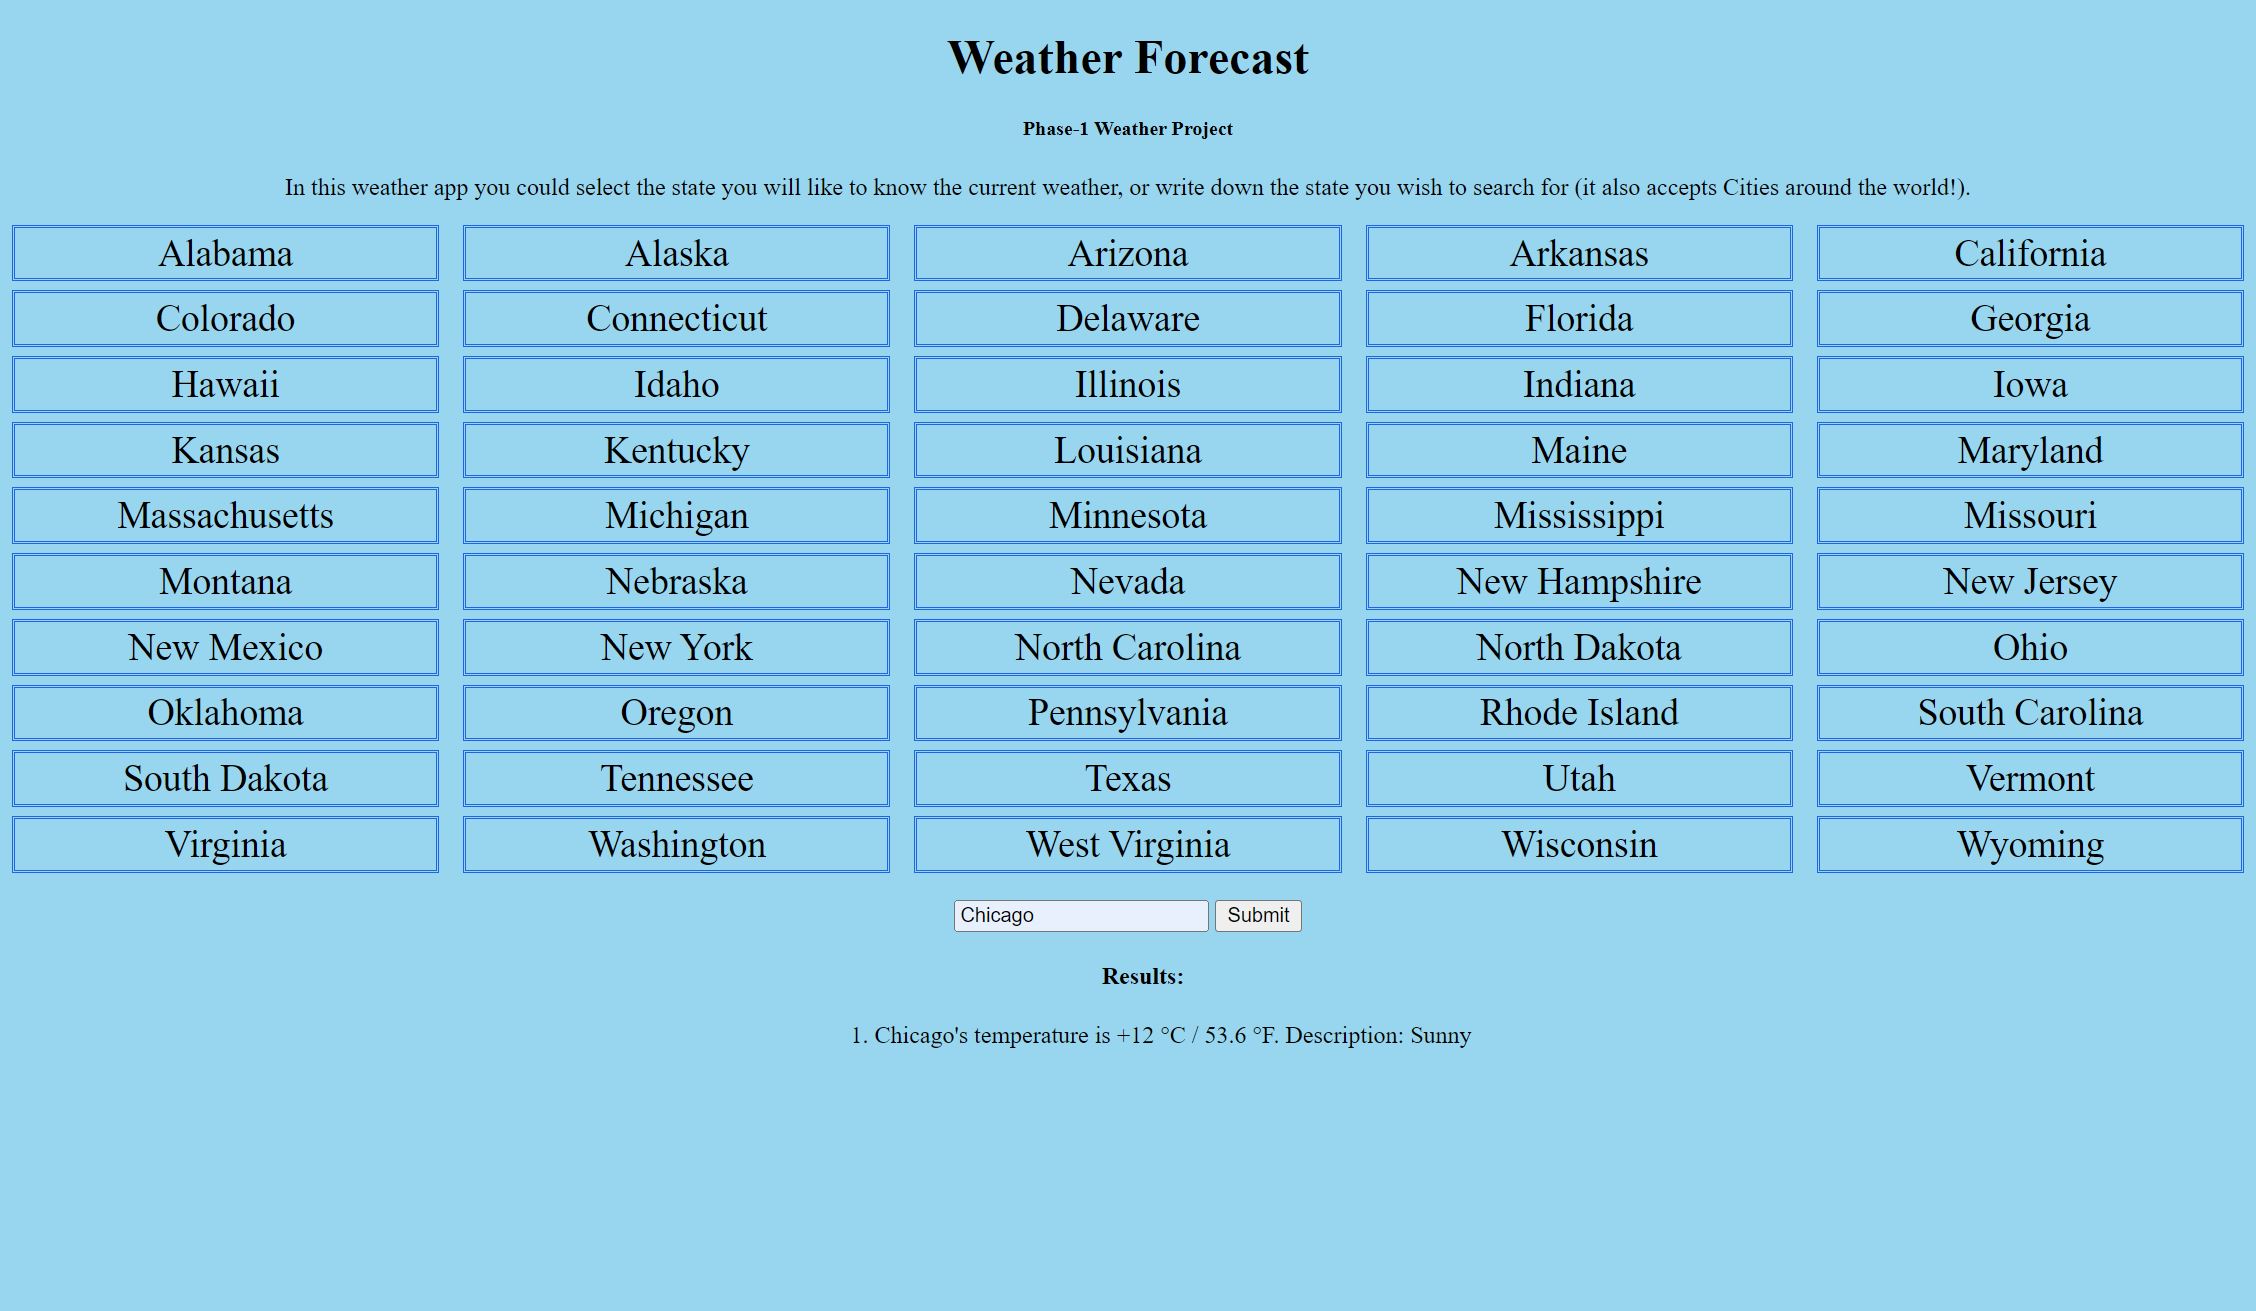 Weather Forecast
Phase-1 Weather Project
In this weather app you could select the state you will like to know the current weather, or write down the state you wish to search for (it also accepts Cities around the world!).
Alabama Alaska Arizona Arkansas California
Colorado Connecticut Delaware Florida Georgia
Hawaii Idaho Illinois Indiana Iowa
Kansas Kentucky Louisiana Maine Maryland
Massachusetts Michigan Minnesota Mississippi Missouri
Montana Nebraska Nevada New Hampshire New Jersey
New Mexico New York North Carolina North Dakota Ohio
Oklahoma Oregon Pennsylvania Rhode Island South Carolina
South Dakota Tennessee Texas Utah Vermont
Virginia Washington West Virginia Wisconsin Wyoming
Chicago Submit
Results:
1. Chicago's temperature is +12 °C / 53.6 °F. Description: Sunny